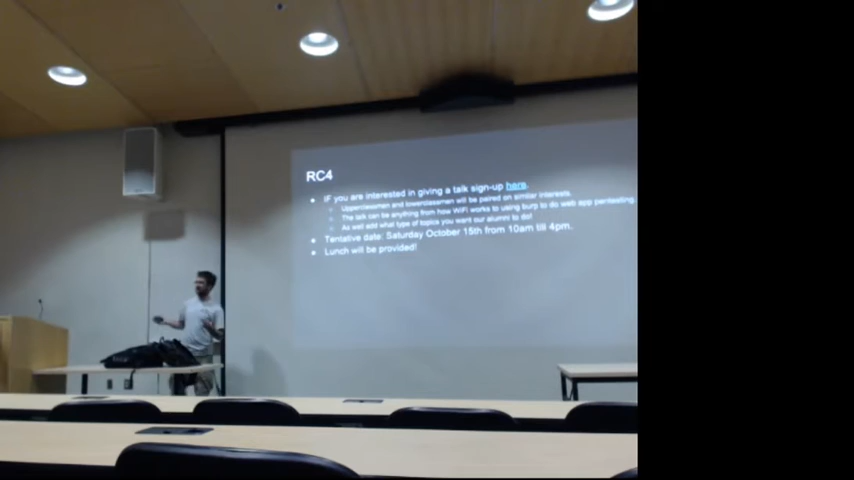 RC4
IF you are interested in giving a talk sign-up here.
Upperclassmen and lowerclassmen will be paired on similar interests.
The talk can be anything from how WiFi works to using burp to do web app pentesting.
As well add what type of topics you want our alumni to do!
Tentative date: Saturday October 15th from 10am till 4pm.
Lunch will be provided!